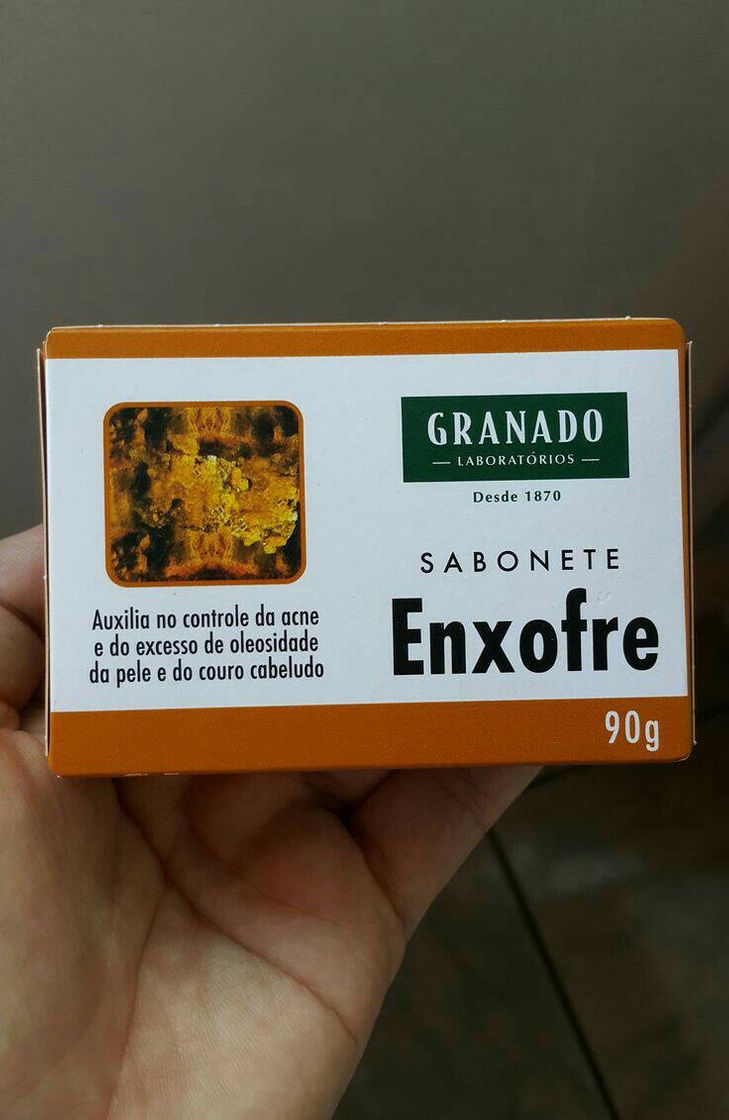 GRANADO
LABORATÓRIOS
Desde 1870
SABONETE
Enxofre
Auxilia no controle da acne
e do excesso de oleosidade
da pele e do couro cabeludo
90g